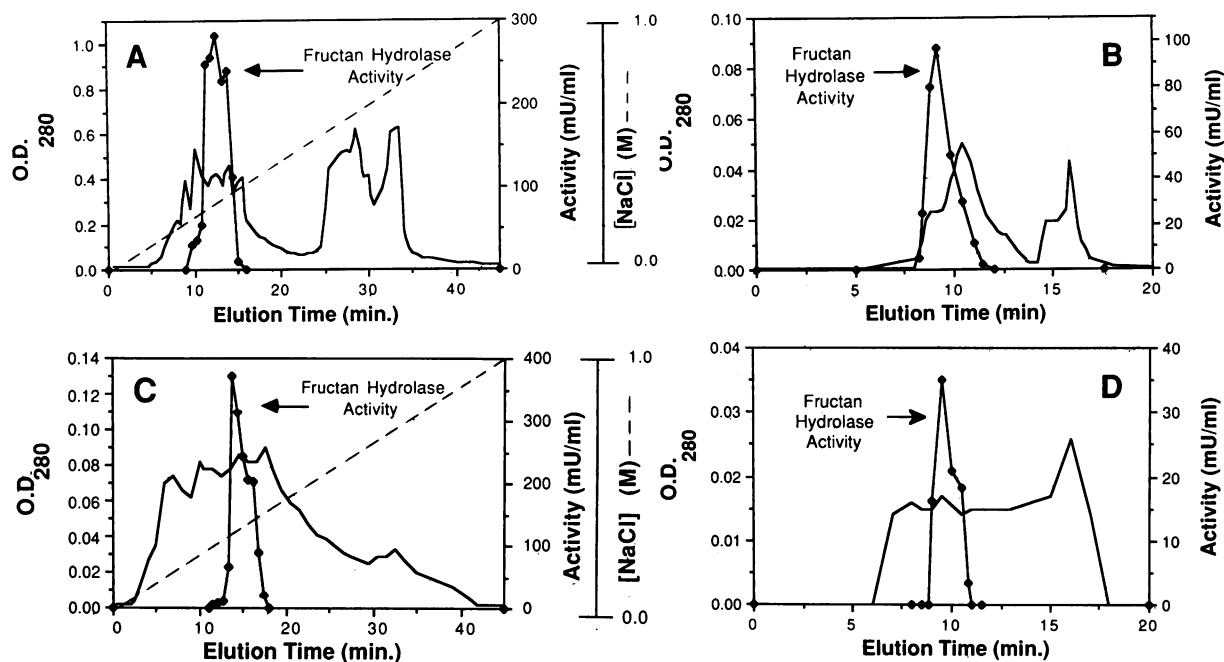 A
Fructan Hydrolase
Activity
O.D.
280
1.0
0.8
0.6
0.4
0.2
0.0
0
10
20
30
40
Elution Time (min.)
300
200
100
0
Activity (mU/ml)
1.0
[NaCl] (M)
0.0
B
Fructan
Hydrolase
Activity
O.D.
280
0.10
0.08
0.06
0.04
0.02
0.00
0
5
10
15
20
Elution Time (min)
100
80
60
40
20
0
Activity (mU/ml)
C
Fructan Hydrolase
Activity
O.D.
280
0.14
0.12
0.10
0.08
0.06
0.04
0.02
0.00
0
10
20
30
40
Elution Time (min.)
400
300
200
100
0
Activity (mU/ml)
1.0
[NaCl] (M)
0.0
D
Fructan
Hydrolase
Activity
O.D.
280
0.04
0.03
0.02
0.01
0.00
0
5
10
15
20
Elution Time (min.)
40
30
20
10
0
Activity (mU/ml)